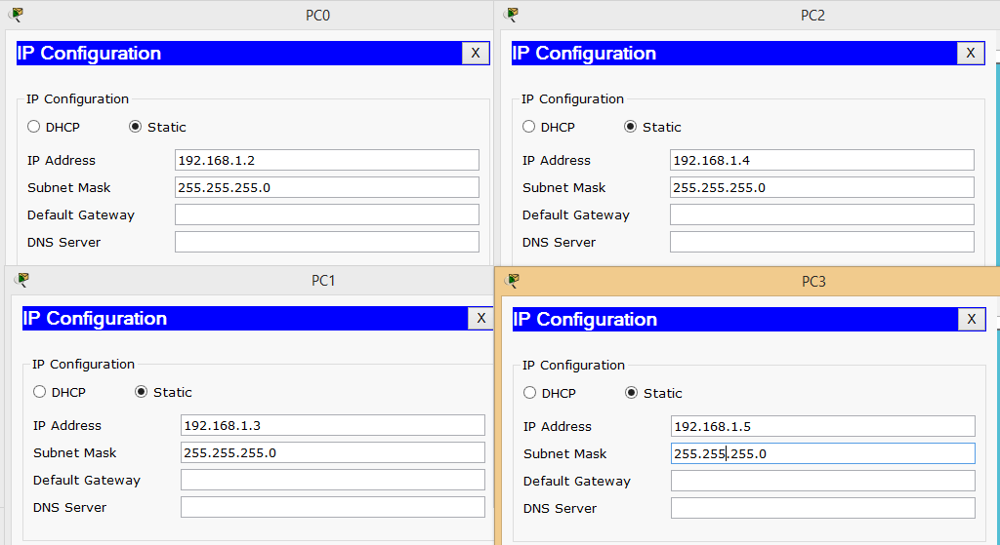 PC0
IP Configuration
X
IP Configuration
DHCP
Static
IP Address
192.168.1.2
Subnet Mask
255.255.255.0
Default Gateway
DNS Server
PC2
IP Configuration
X
IP Configuration
DHCP
Static
IP Address
192.168.1.4
Subnet Mask
255.255.255.0
Default Gateway
DNS Server
PC1
IP Configuration
X
IP Configuration
DHCP
Static
IP Address
192.168.1.3
Subnet Mask
255.255.255.0
Default Gateway
DNS Server
PC3
IP Configuration
X
IP Configuration
DHCP
Static
IP Address
192.168.1.5
Subnet Mask
255.255.255.0
Default Gateway
DNS Server